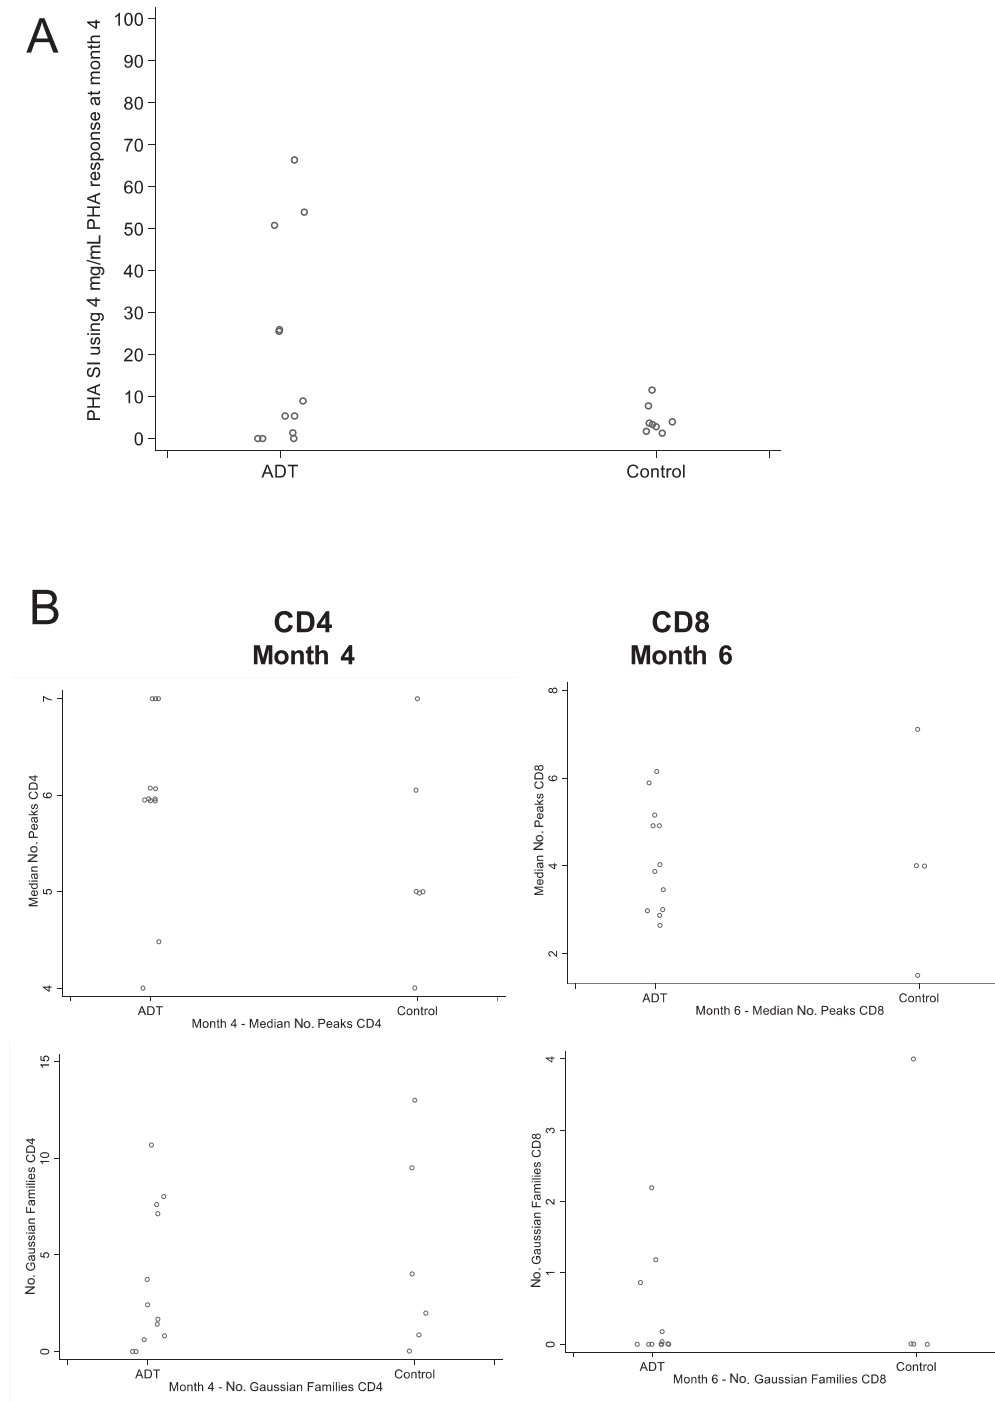 A
PHA SI using 4 mg/mL PHA response at month 4
100
90
80
70
60
50
40
30
20
10
0
ADT Control
B
CD4
Month 4
CD8
Month 6
Median No. Peaks CD4
7
6
5
4
ADT Control
Month 4 - Median No. Peaks CD4
Median No. Peaks CD8
8
6
4
2
ADT Control
Month 6 - Median No. Peaks CD8
No. Gaussian Families CD4
15
10
5
0
ADT Control
Month 4 - No. Gaussian Families CD4
No. Gaussian Families CD8
4
3
2
1
0
ADT Control
Month 6 - No. Gaussian Families CD8